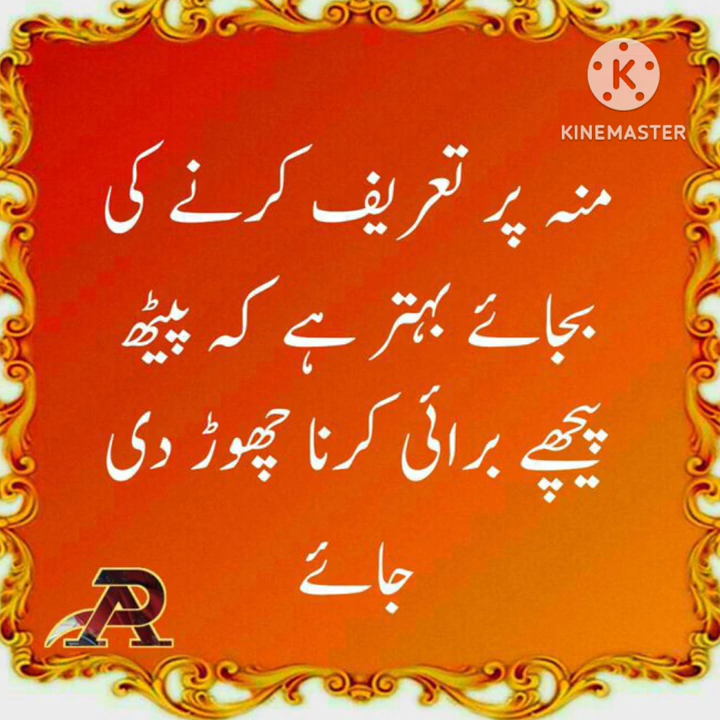 KINEMASTER
منہ پر تعریف کرنے کی
بجائے بہتر ہے کہ پیٹھ
پیچھے برائی کرنا چھوڑ دی
جائے